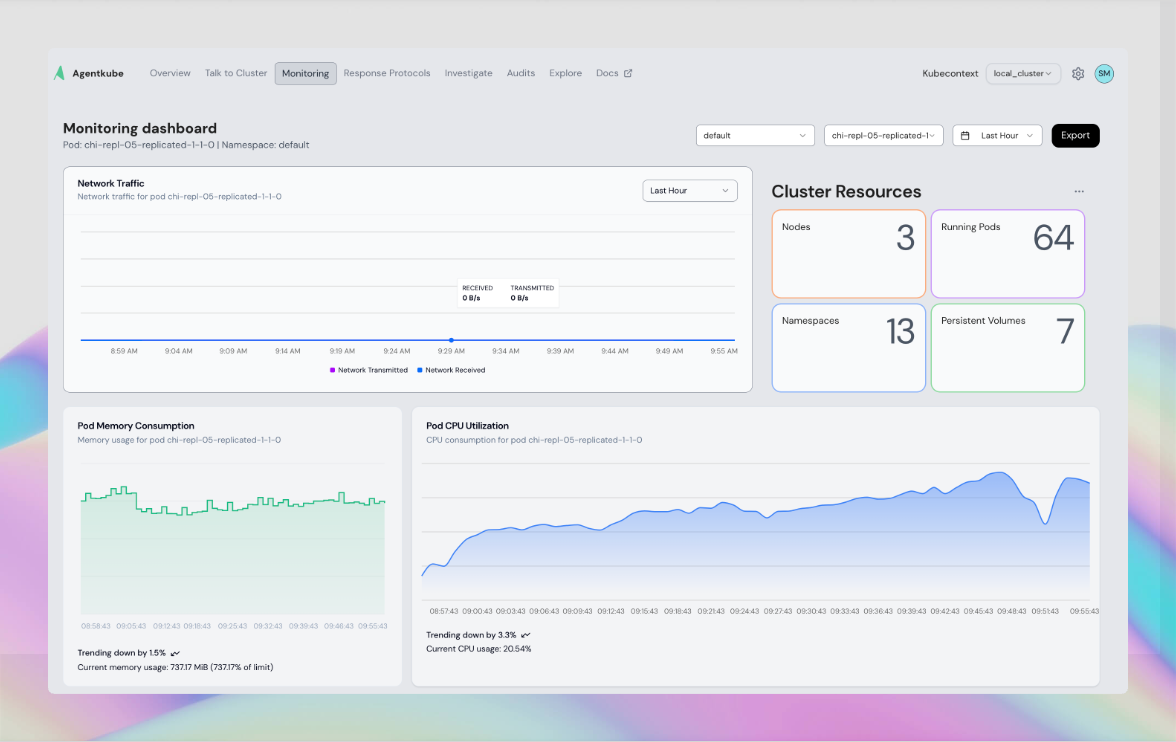 Agentkube Overview Talk to Cluster Monitoring Response Protocols Investigate Audits Explore Docs Kubecontext local_cluster SM
Monitoring dashboard
Pod: chi-repl-05-replicated-1-1-0 | Namespace: default
default chi-repl-05-replicated-1 Last Hour Export
Network Traffic
Network traffic for pod chi-repl-05-replicated-1-1-0
Last Hour
RECEIVED TRANSMITTED
0 B/s 0 B/s
8:59 AM 9:04 AM 9:09 AM 9:14 AM 9:19 AM 9:24 AM 9:29 AM 9:34 AM 9:39 AM 9:44 AM 9:49 AM 9:55 AM
Network Transmitted Network Received
Cluster Resources
Nodes 3
Running Pods 64
Namespaces 13
Persistent Volumes 7
Pod Memory Consumption
Memory usage for pod chi-repl-05-replicated-1-1-0
08:58:43 09:05:43 09:12:43 09:18:43 09:25:43 09:32:43 09:39:43 09:46:43 09:55:43
Trending down by 1.5%
Current memory usage: 737.17 MiB (737.17% of limit)
Pod CPU Utilization
CPU consumption for pod chi-repl-05-replicated-1-1-0
08:57:43 09:00:43 09:03:43 09:06:43 09:09:43 09:12:43 09:15:43 09:18:43 09:21:43 09:24:43 09:27:43 09:30:43 09:33:43 09:36:43 09:39:43 09:42:43 09:45:43 09:48:43 09:51:43 09:55:43
Trending down by 3.3%
Current CPU usage: 20.54%